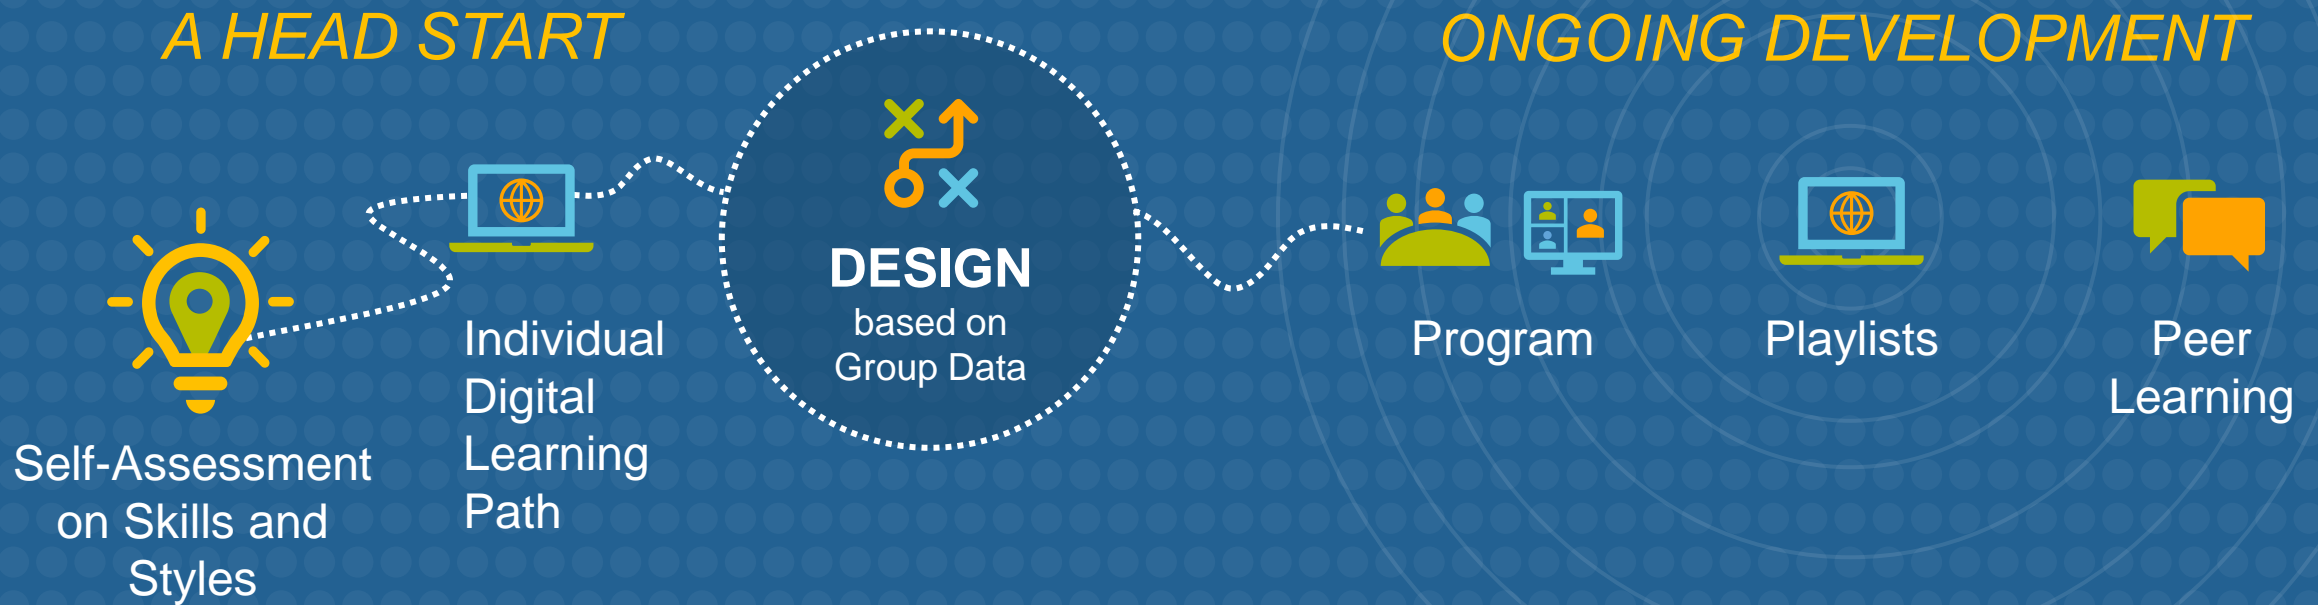 A HEAD START
Self-Assessment
on Skills and
Styles
Individual
Digital
Learning
Path
DESIGN
based on
Group Data
ONGOING DEVELOPMENT
Program
Playlists
Peer
Learning